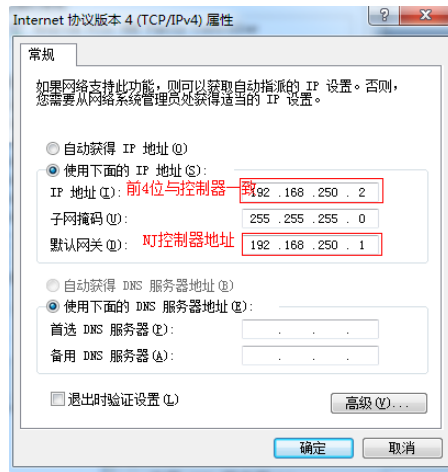 Internet 协议版本 4 (TCP/IPv4) 属性
常规
如果网络支持此功能，则可以获取自动指派的 IP 设置。否则，
您需要从网络系统管理员处获得适当的 IP 设置。
自动获得 IP 地址(O)
使用下面的 IP 地址(S):
IP 地址(I): 前4位与控制器一致 192 .168 .250 . 2
子网掩码(U): 255 .255 .255 . 0
默认网关(D): NJ控制器地址 192 .168 .250 . 1
自动获得 DNS 服务器地址(B)
使用下面的 DNS 服务器地址(E):
首选 DNS 服务器(P): . . .
备用 DNS 服务器(A): . . .
退出时验证设置(L)
高级(V)...
确定 取消